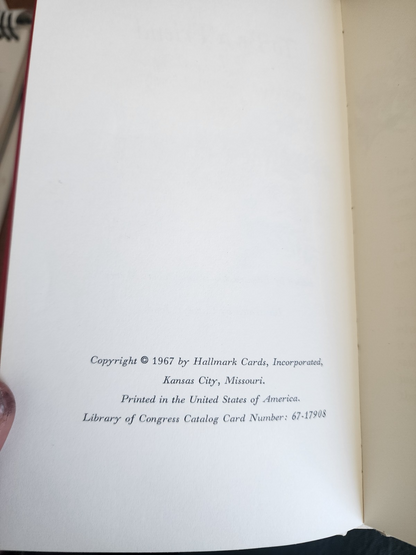 Copyright © 1967 by Hallmark Cards, Incorporated,
Kansas City, Missouri.
Printed in the United States of America.
Library of Congress Catalog Card Number: 67-17908